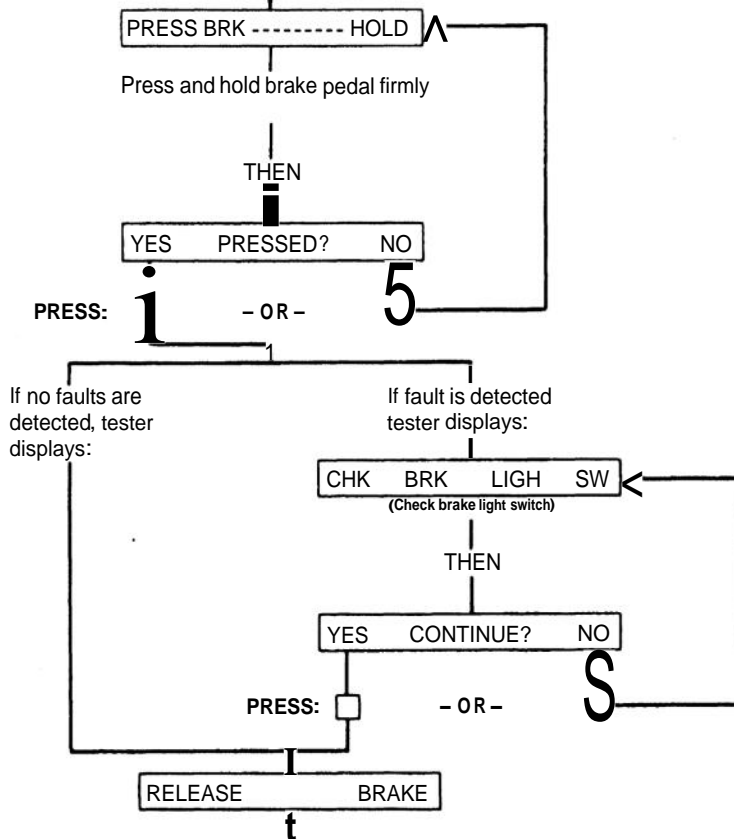 PRESS BRK --------- HOLD
Press and hold brake pedal firmly
THEN
YES PRESSED? NO
PRESS: i – OR – 5
If no faults are
detected, tester
displays:
If fault is detected
tester displays:
CHK BRK LIGH SW
(Check brake light switch)
THEN
YES CONTINUE? NO
PRESS: – OR – S
RELEASE BRAKE
t